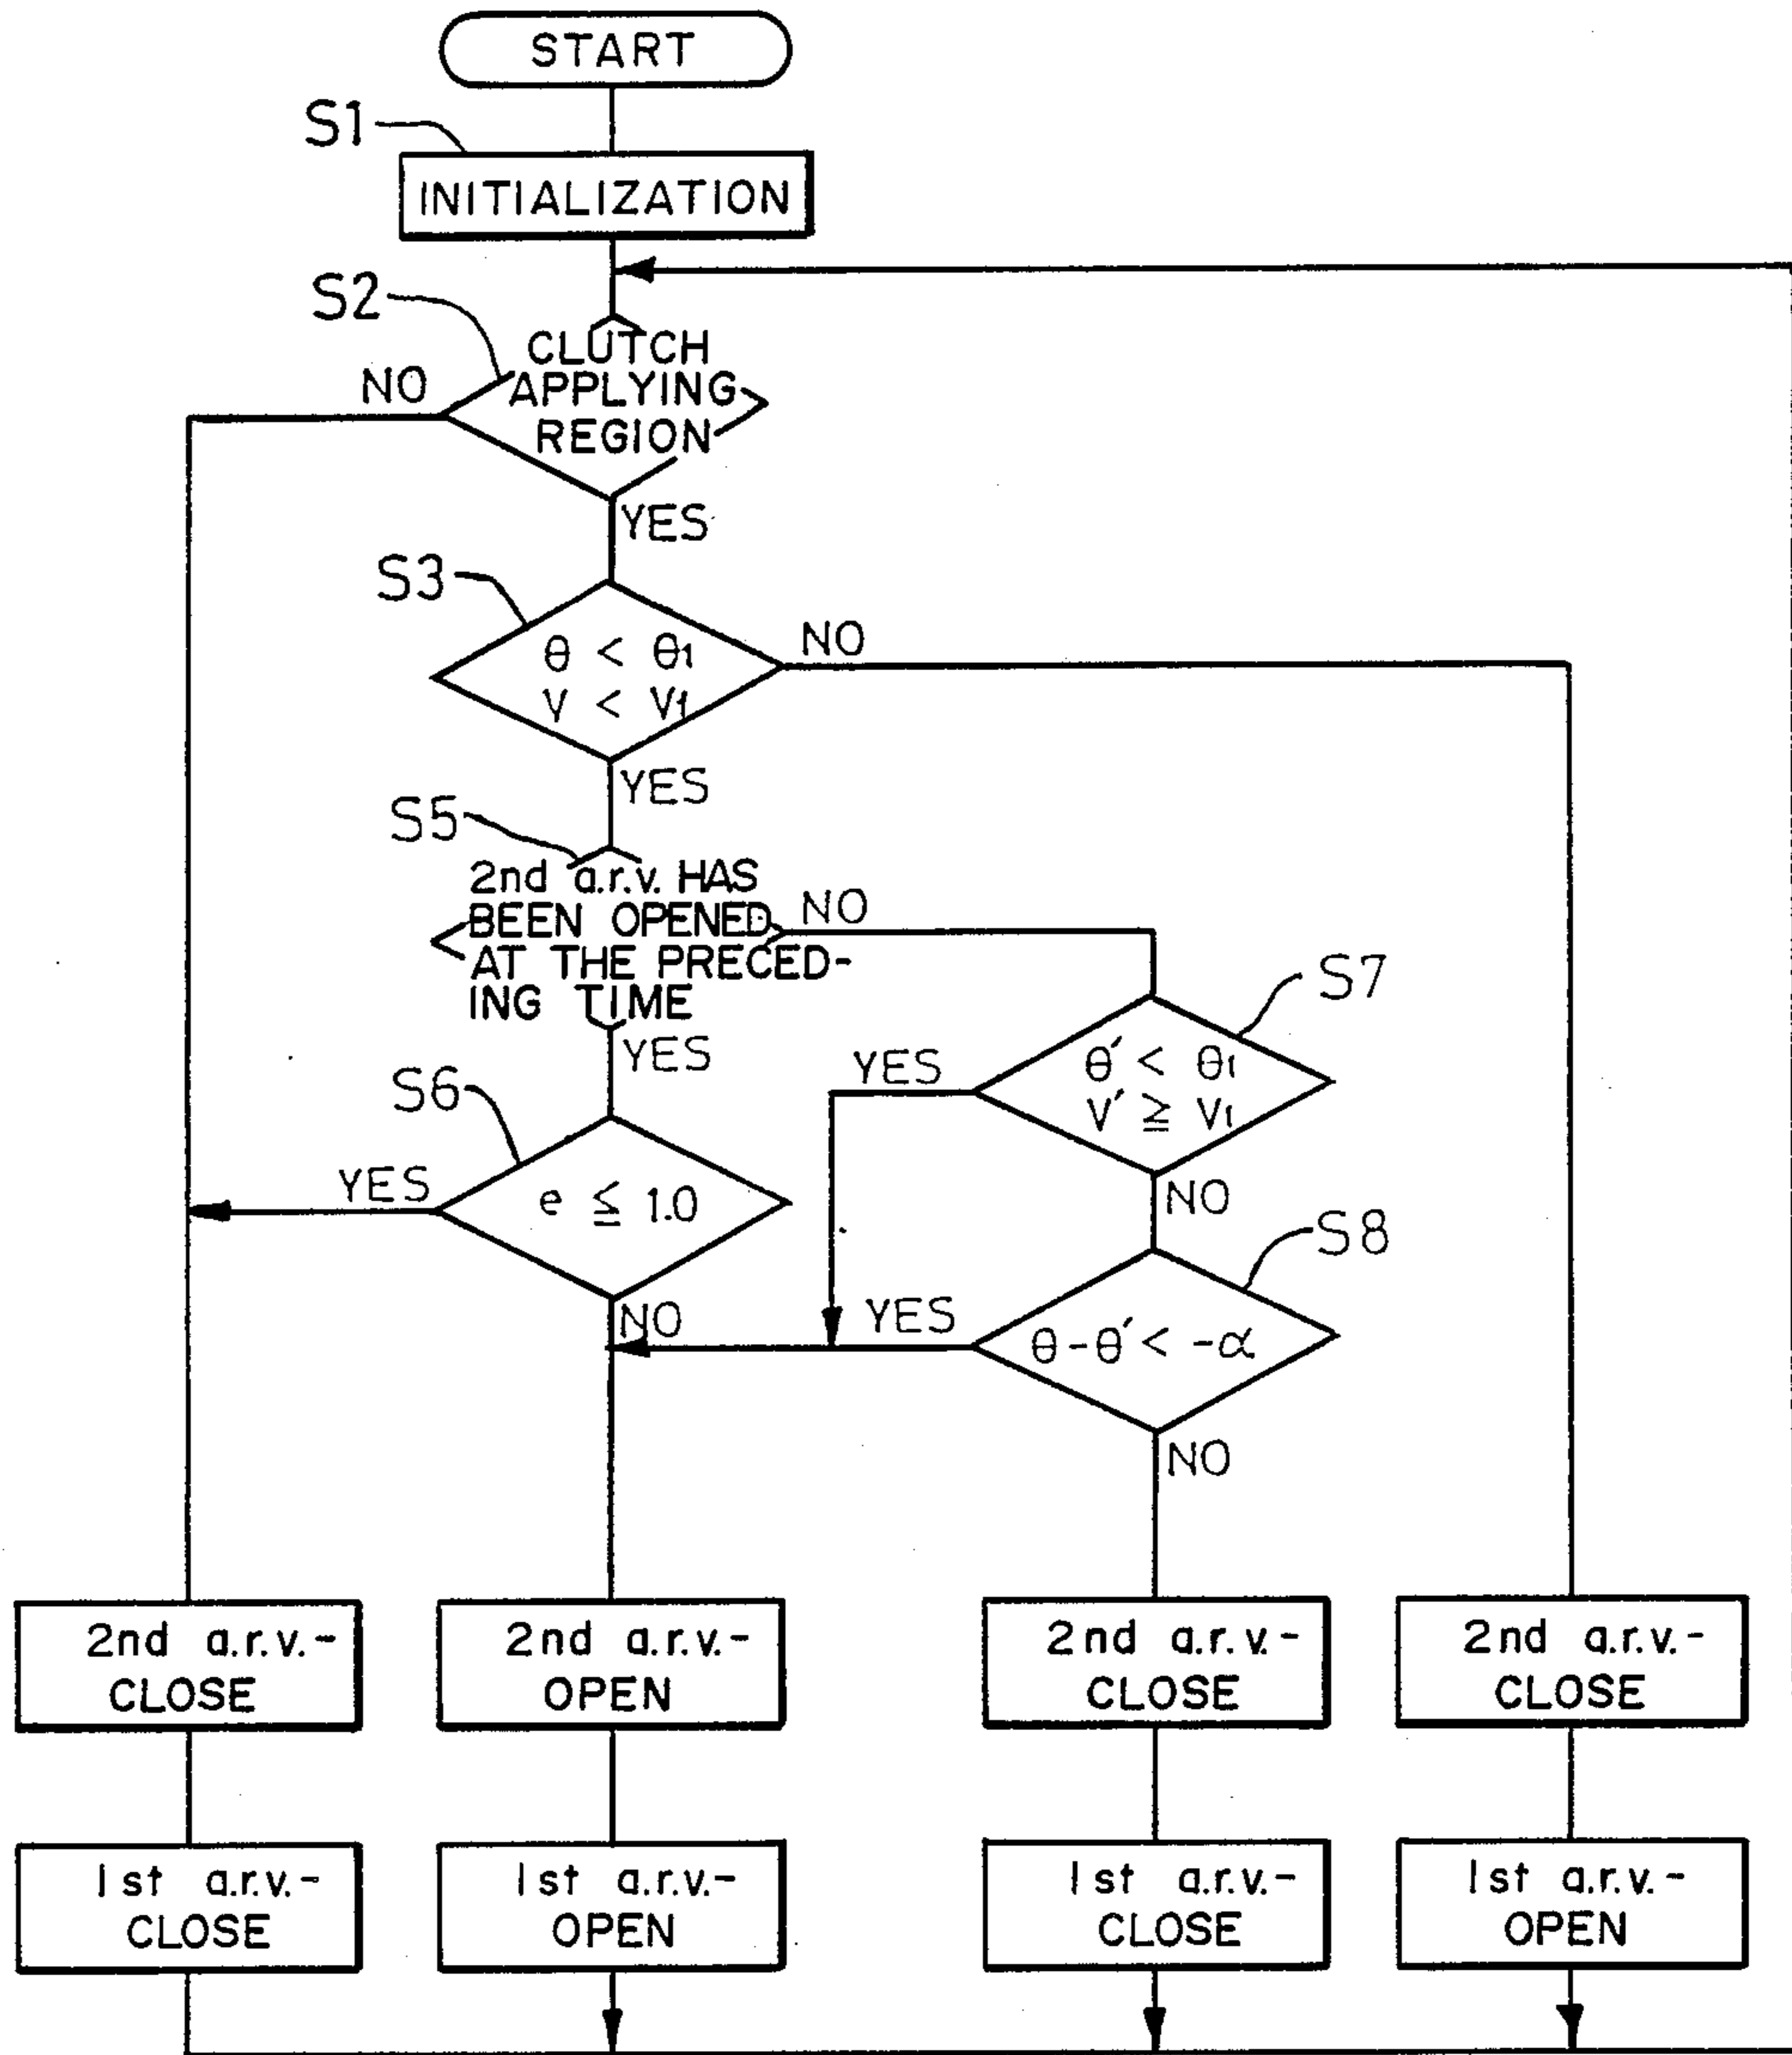 START
S1
INITIALIZATION
S2
CLUTCH
APPLYING
REGION
NO
YES
S3
θ < θ1
V < V1
NO
YES
S5
2nd a.r.v. HAS
BEEN OPENED
AT THE PRECED-
ING TIME
NO
YES
S7
θ′ < θ1
V′ ≧ V1
YES
NO
S6
e ≦ 1.0
YES
NO
S8
θ-θ′ < -α
YES
NO
2nd a.r.v.-
CLOSE
2nd a.r.v.-
OPEN
2nd a.r.v.-
CLOSE
2nd a.r.v.-
CLOSE
1st a.r.v.-
CLOSE
1st a.r.v.-
OPEN
1st a.r.v.-
CLOSE
1st a.r.v.-
OPEN